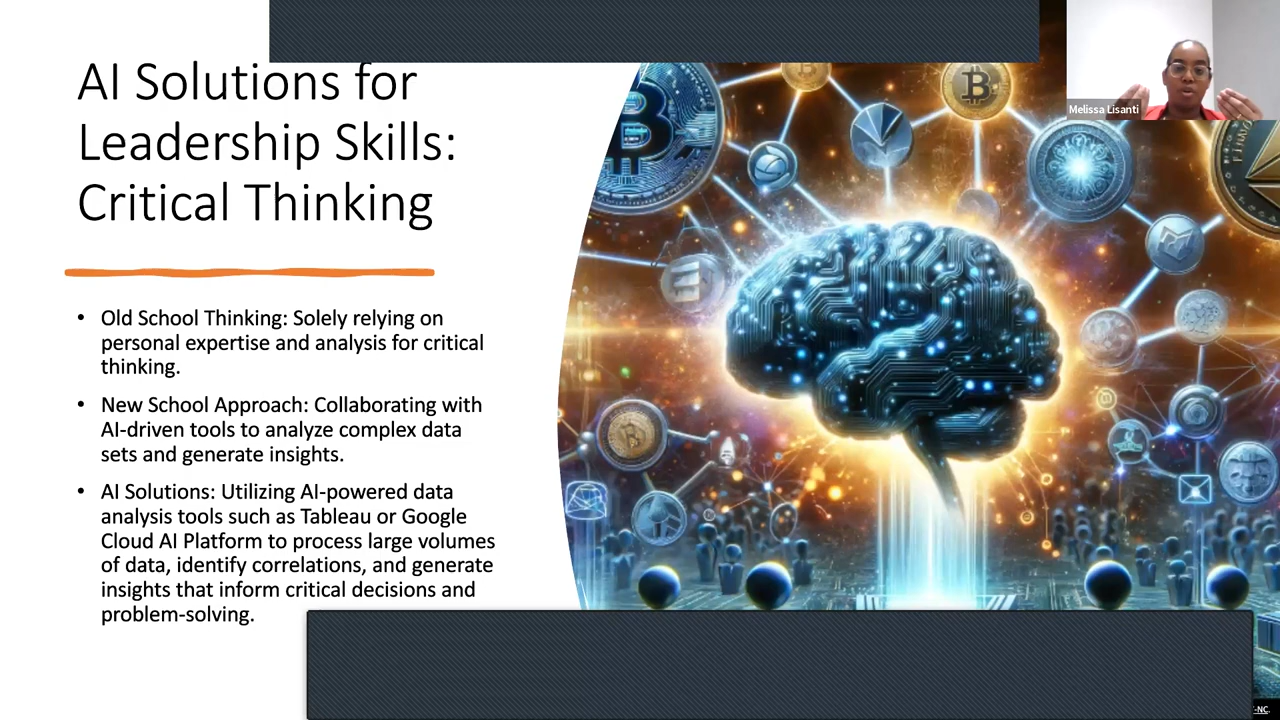 AI Solutions for
Leadership Skills:
Critical Thinking
Melissa Lisanti
• Old School Thinking: Solely relying on
personal expertise and analysis for critical
thinking.
• New School Approach: Collaborating with
AI-driven tools to analyze complex data
sets and generate insights.
• AI Solutions: Utilizing AI-powered data
analysis tools such as Tableau or Google
Cloud AI Platform to process large volumes
of data, identify correlations, and generate
insights that inform critical decisions and
problem-solving.
-NC.